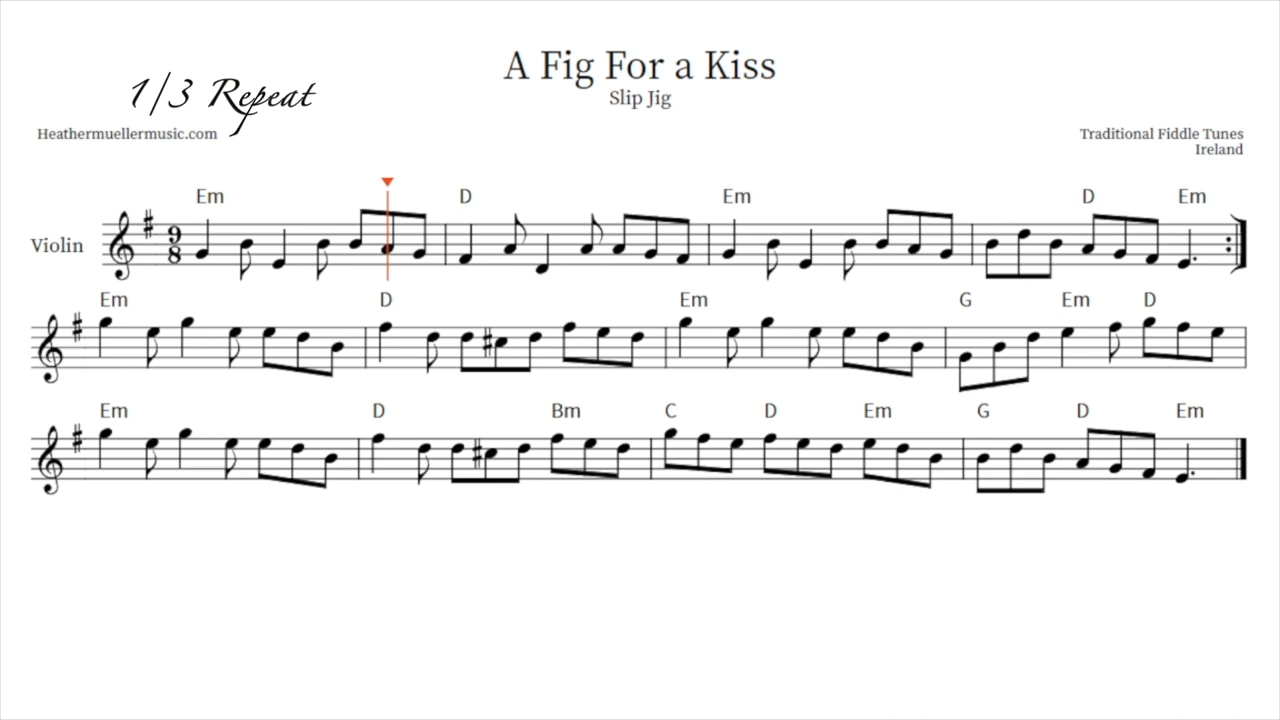 A Fig For a Kiss
1/3 Repeat
Slip Jig
Heathermuellermusic.com
Traditional Fiddle Tunes
Ireland
Em D Em D Em
Violin
9
8
Em D Em G Em D
Em D Bm C D Em G D Em